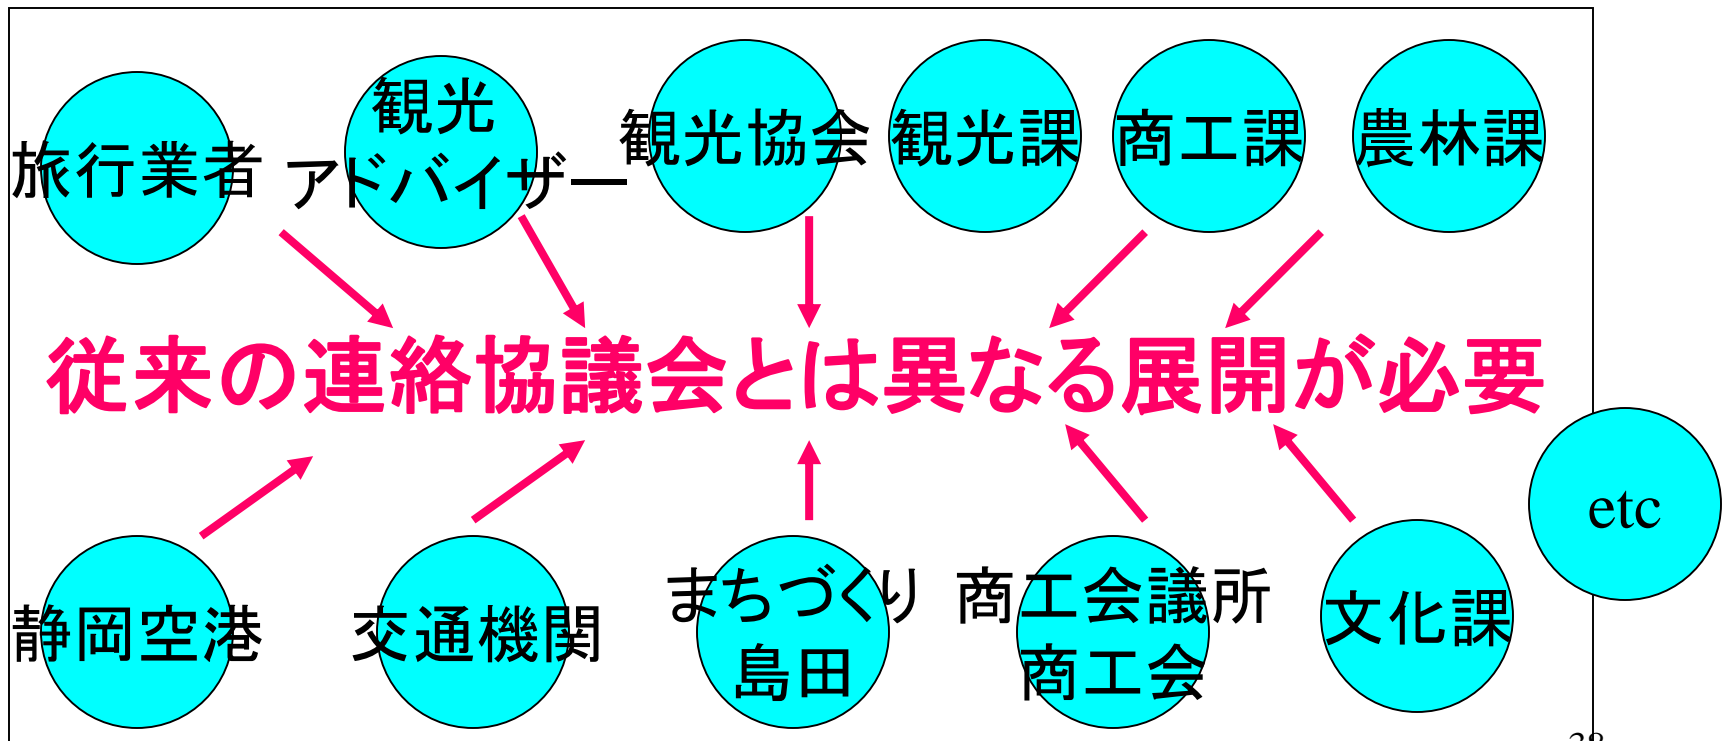 旅行業者
観光
アドバイザー
観光協会
観光課
商工課
農林課
従来の連絡協議会とは異なる展開が必要
etc
静岡空港
交通機関
まちづくり
島田
商工会議所
商工会
文化課
38